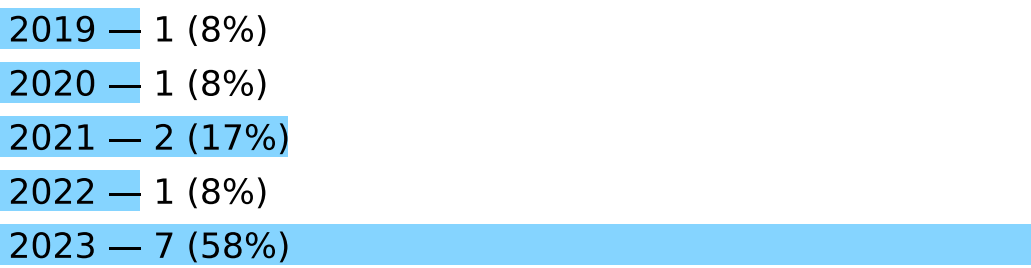 2019 — 1 (8%)
2020 — 1 (8%)
2021 — 2 (17%)
2022 — 1 (8%)
2023 — 7 (58%)